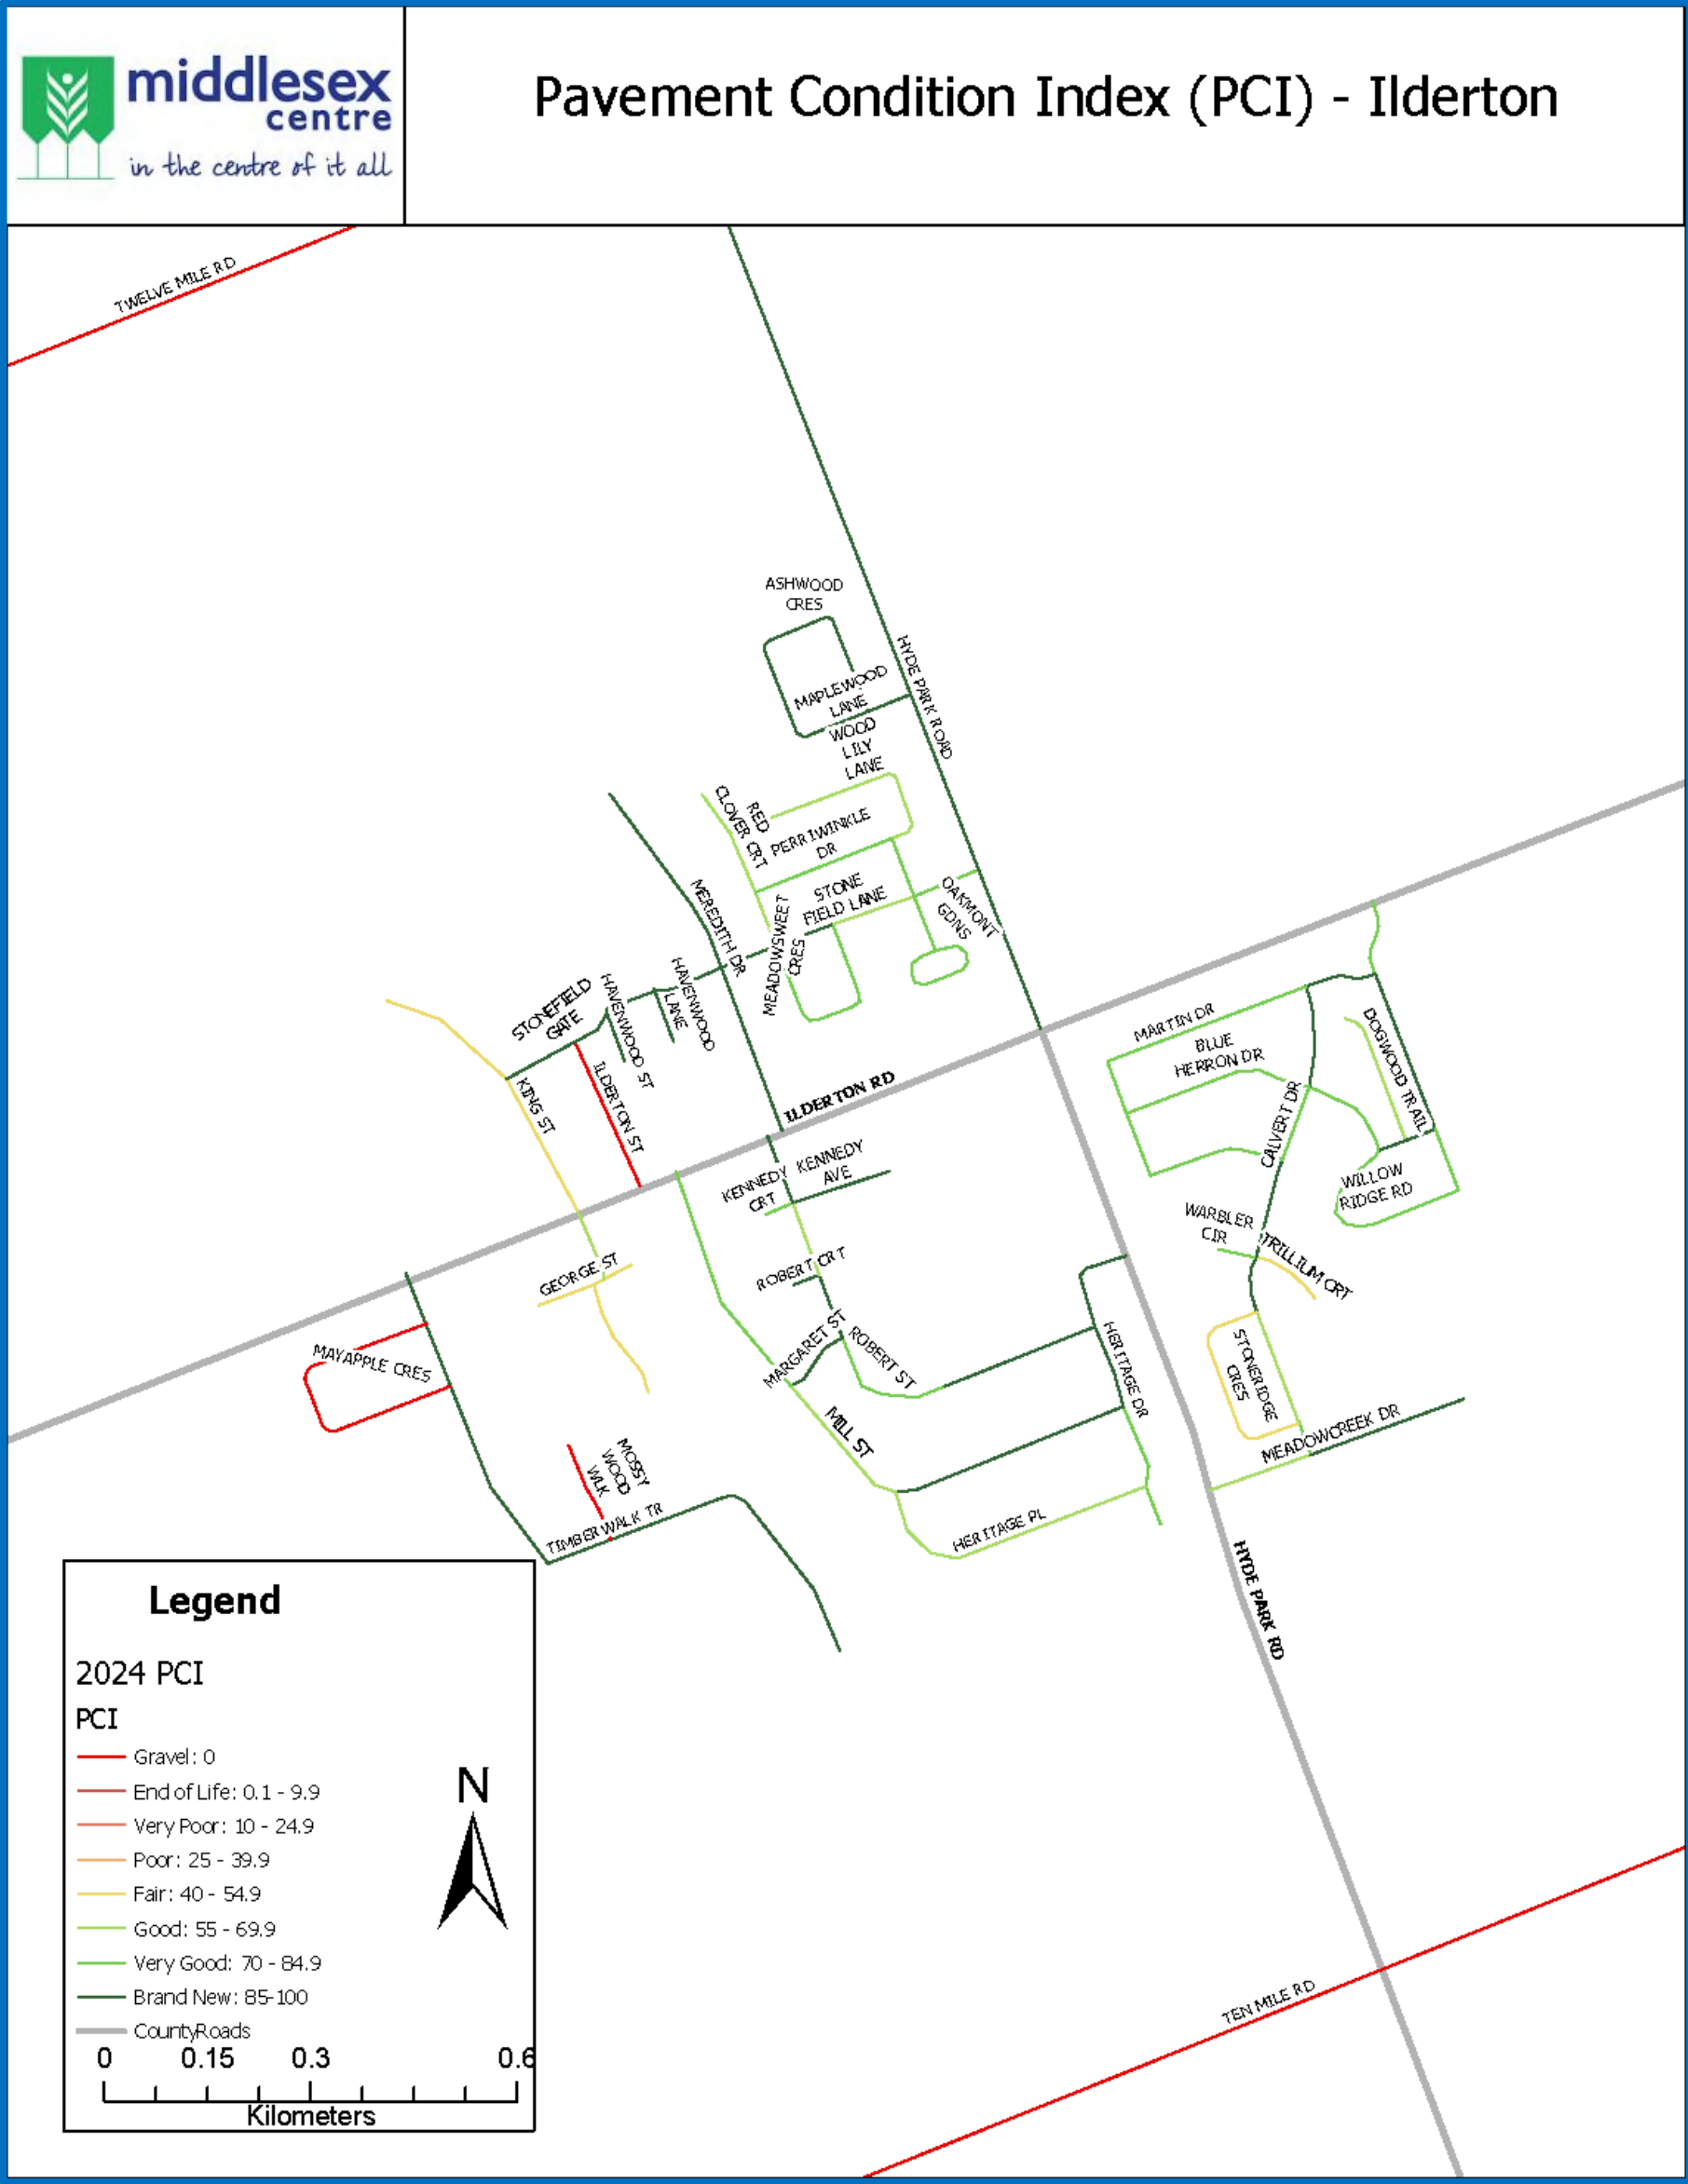 middlesex
centre
in the centre of it all
Pavement Condition Index (PCI) - Ilderton
TWELVE MILE RD
ASHWOOD
CRES
HYDE PARK ROAD
MAPLEWOOD
LANE
WOOD
LILY
LANE
RED
CLOVER CRT
PERRIWINKLE
DR
STONE
FIELD LANE
OAKMONT
GDNS
MEREDITH DR
MEADOWSWEET
CRES
HAVENWOOD
LANE
HAVENWOOD ST
STONEFIELD
GATE
KING ST
ILDERTON ST
ILDERTON RD
MARTIN DR
BLUE
HERRON DR
DOGWOOD TRAIL
CALVERT DR
WILLOW
RIDGE RD
KENNEDY
CRT
KENNEDY
AVE
WARBLER
CIR
TRILLIUM CRT
GEORGE ST
ROBERT CRT
MARGARET ST
ROBERT ST
HERITAGE DR
STONERIDGE
CRES
MAYAPPLE CRES
MILL ST
MEADOWCREEK DR
MOSSY
WOOD
WLK
TIMBERWALK TR
HERITAGE PL
HYDE PARK RD
TEN MILE RD
Legend
2024 PCI
PCI
Gravel: 0
End of Life: 0.1 - 9.9
Very Poor: 10 - 24.9
Poor: 25 - 39.9
Fair: 40 - 54.9
Good: 55 - 69.9
Very Good: 70 - 84.9
Brand New: 85-100
CountyRoads
N
0 0.15 0.3 0.6
Kilometers